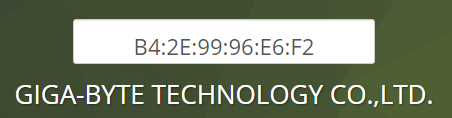 B4:2E:99:96:E6:F2
GIGA-BYTE TECHNOLOGY CO.,LTD.